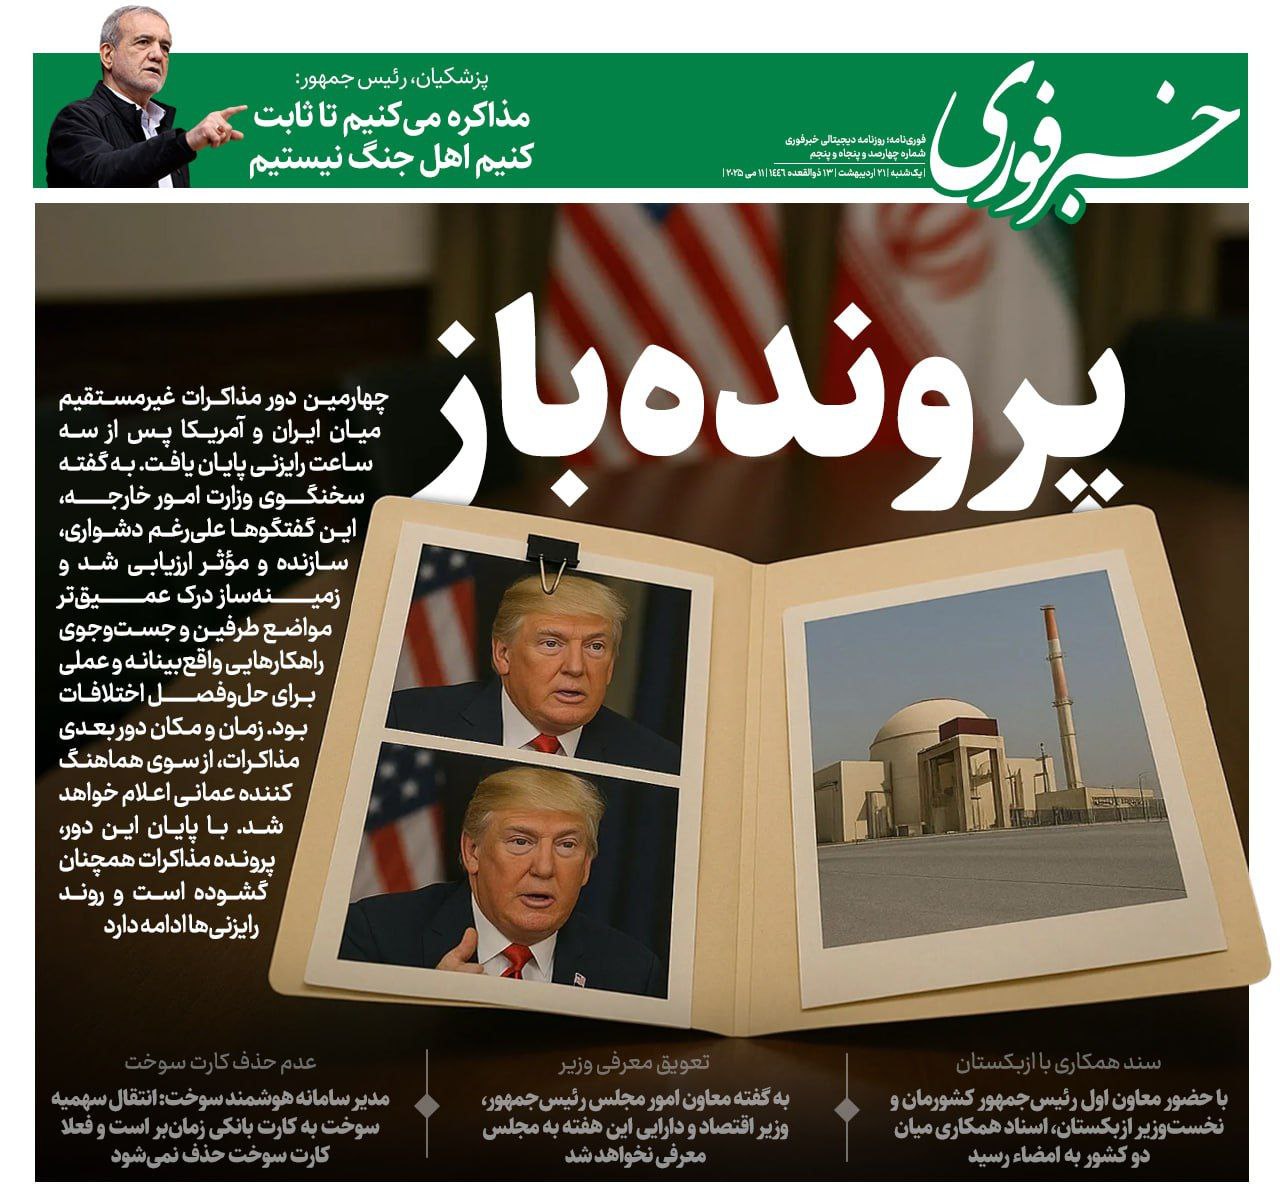 خبرفوری
فوری‌نامه؛ روزنامه دیجیتالی خبرفوری
شماره چهارصد و پنجاه و پنجم
| یک‌شنبه | ۲۱ اردیبهشت | ۱۳ ذوالقعده ۱۴۴۶ | ۱۱ می ۲۰۲۵ |
پزشکیان، رئیس جمهور:
مذاکره می‌کنیم تا ثابت
کنیم اهل جنگ نیستیم
پرونده باز
چهارمین دور مذاکرات غیرمستقیم
میان ایران و آمریکا پس از سه
ساعت رایزنی پایان یافت. به گفته
سخنگوی وزارت امور خارجه،
این گفتگوها علی‌رغم دشواری،
سازنده و مؤثر ارزیابی شد و
زمینه‌ساز درک عمیق‌تر
مواضع طرفین و جست‌وجوی
راهکارهایی واقع‌بینانه و عملی
برای حل‌وفصل اختلافات
بود. زمان و مکان دور بعدی
مذاکرات، از سوی هماهنگ
کننده عمانی اعلام خواهد
شد. با پایان این دور،
پرونده مذاکرات همچنان
گشوده است و روند
رایزنی‌ها ادامه دارد
سند همکاری با ازبکستان
با حضور معاون اول رئیس‌جمهور کشورمان و
نخست‌وزیر ازبکستان، اسناد همکاری میان
دو کشور به امضاء رسید
تعویق معرفی وزیر
به گفته معاون امور مجلس رئیس‌جمهور،
وزیر اقتصاد و دارایی این هفته به مجلس
معرفی نخواهد شد
عدم حذف کارت سوخت
مدیر سامانه هوشمند سوخت: انتقال سهمیه
سوخت به کارت بانکی زمان‌بر است و فعلا
کارت سوخت حذف نمی‌شود